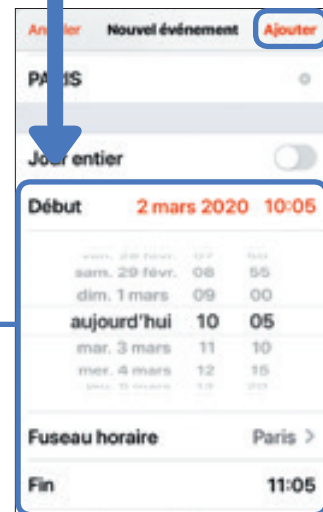 Nouvel événement Ajouter
PARIS
Jour entier
Début 2 mars 2020 10:05
sam. 29 févr. 08 55
dim. 1 mars 09 00
aujourd'hui 10 05
mar. 3 mars 11 10
mer. 4 mars 12 15
Fuseau horaire Paris >
Fin 11:05